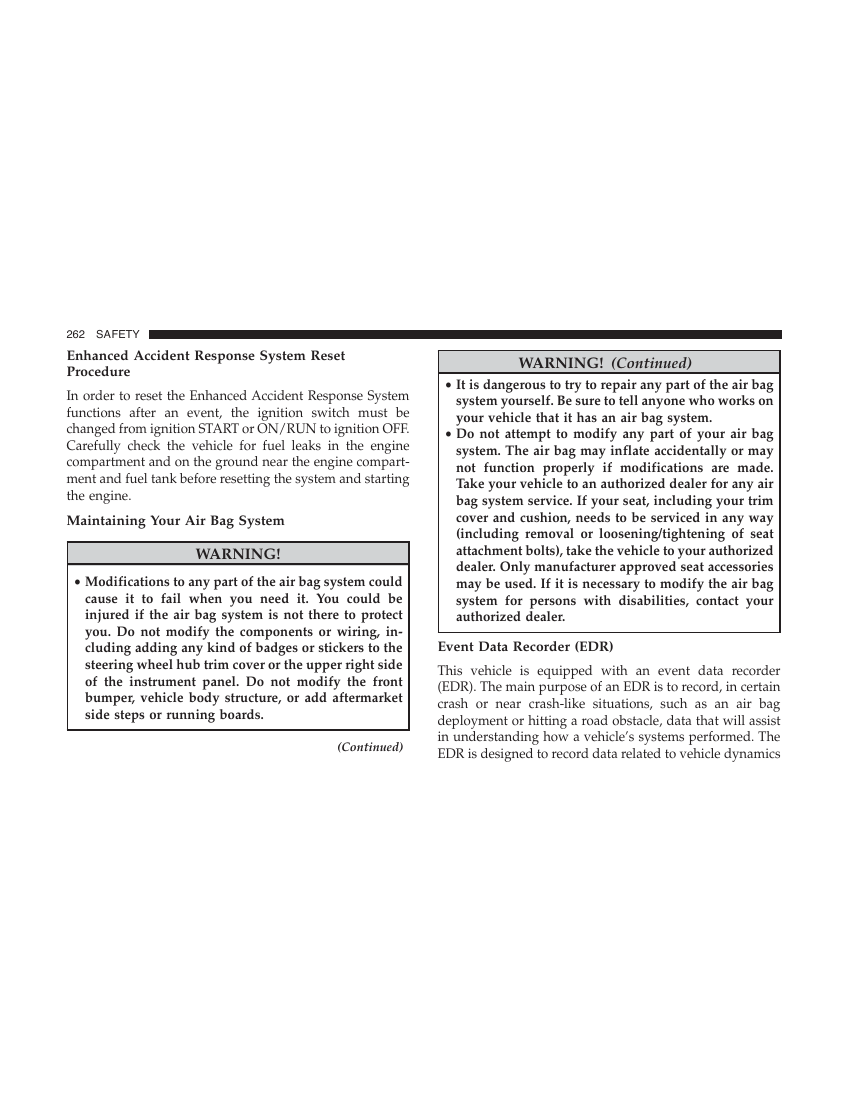 262 SAFETY
Enhanced Accident Response System Reset
Procedure
In order to reset the Enhanced Accident Response System
functions after an event, the ignition switch must be
changed from ignition START or ON/RUN to ignition OFF.
Carefully check the vehicle for fuel leaks in the engine
compartment and on the ground near the engine compart-
ment and fuel tank before resetting the system and starting
the engine.
Maintaining Your Air Bag System
WARNING!
• Modifications to any part of the air bag system could
cause it to fail when you need it. You could be
injured if the air bag system is not there to protect
you. Do not modify the components or wiring, in-
cluding adding any kind of badges or stickers to the
steering wheel hub trim cover or the upper right side
of the instrument panel. Do not modify the front
bumper, vehicle body structure, or add aftermarket
side steps or running boards.
(Continued)
WARNING! (Continued)
• It is dangerous to try to repair any part of the air bag
system yourself. Be sure to tell anyone who works on
your vehicle that it has an air bag system.
• Do not attempt to modify any part of your air bag
system. The air bag may inflate accidentally or may
not function properly if modifications are made.
Take your vehicle to an authorized dealer for any air
bag system service. If your seat, including your trim
cover and cushion, needs to be serviced in any way
(including removal or loosening/tightening of seat
attachment bolts), take the vehicle to your authorized
dealer. Only manufacturer approved seat accessories
may be used. If it is necessary to modify the air bag
system for persons with disabilities, contact your
authorized dealer.
Event Data Recorder (EDR)
This vehicle is equipped with an event data recorder
(EDR). The main purpose of an EDR is to record, in certain
crash or near crash-like situations, such as an air bag
deployment or hitting a road obstacle, data that will assist
in understanding how a vehicle's systems performed. The
EDR is designed to record data related to vehicle dynamics